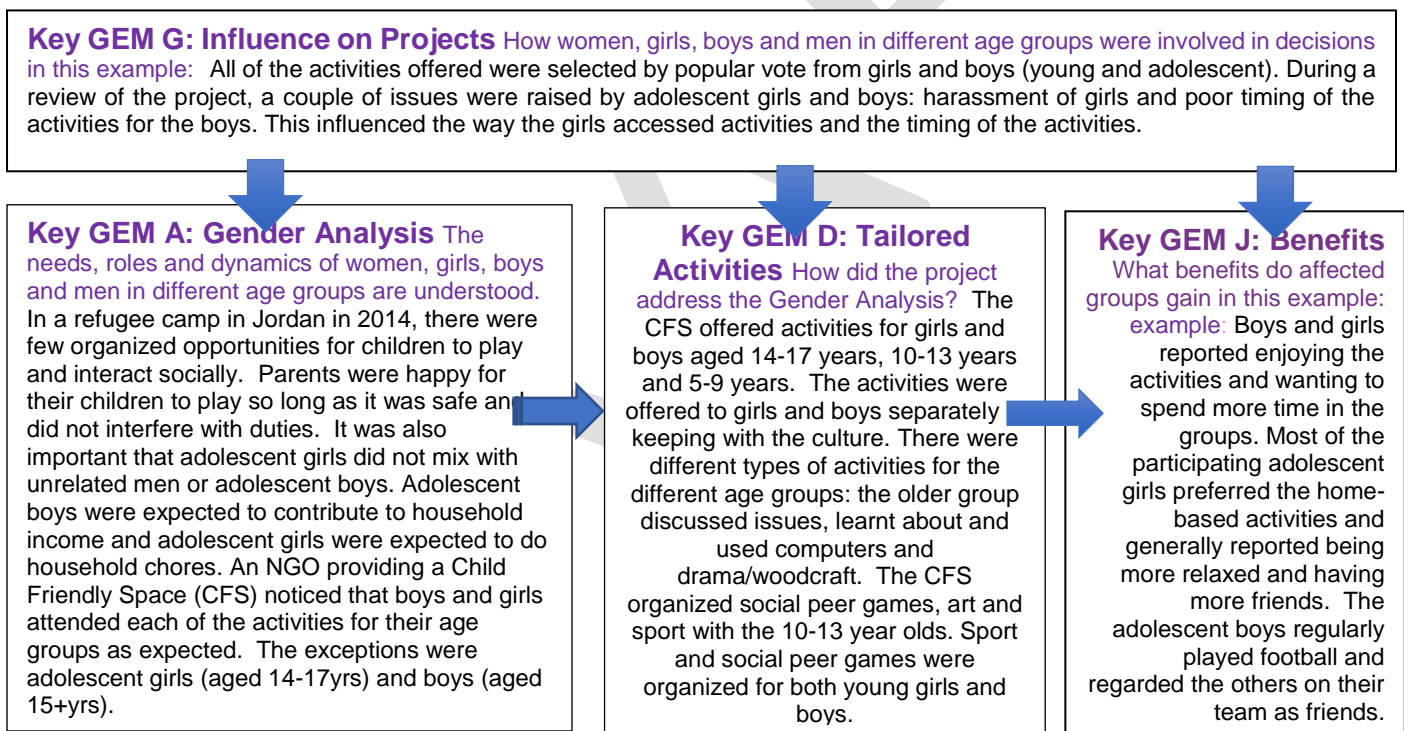 Key GEM G: Influence on Projects How women, girls, boys and men in different age groups were involved in decisions
in this example: All of the activities offered were selected by popular vote from girls and boys (young and adolescent). During a
review of the project, a couple of issues were raised by adolescent girls and boys: harassment of girls and poor timing of the
activities for the boys. This influenced the way the girls accessed activities and the timing of the activities.
Key GEM A: Gender Analysis The
needs, roles and dynamics of women, girls, boys
and men in different age groups are understood.
In a refugee camp in Jordan in 2014, there were
few organized opportunities for children to play
and interact socially. Parents were happy for
their children to play so long as it was safe and
did not interfere with duties. It was also
important that adolescent girls did not mix with
unrelated men or adolescent boys. Adolescent
boys were expected to contribute to household
income and adolescent girls were expected to do
household chores. An NGO providing a Child
Friendly Space (CFS) noticed that boys and girls
attended each of the activities for their age
groups as expected. The exceptions were
adolescent girls (aged 14-17yrs) and boys (aged
15+yrs).
Key GEM D: Tailored
Activities How did the project
address the Gender Analysis? The
CFS offered activities for girls and
boys aged 14-17 years, 10-13 years
and 5-9 years. The activities were
offered to girls and boys separately
keeping with the culture. There were
different types of activities for the
different age groups: the older group
discussed issues, learnt about and
used computers and
drama/woodcraft. The CFS
organized social peer games, art and
sport with the 10-13 year olds. Sport
and social peer games were
organized for both young girls and
boys.
Key GEM J: Benefits
What benefits do affected
groups gain in this example:
example: Boys and girls
reported enjoying the
activities and wanting to
spend more time in the
groups. Most of the
participating adolescent
girls preferred the home-
based activities and
generally reported being
more relaxed and having
more friends. The
adolescent boys regularly
played football and
regarded the others on their
team as friends.